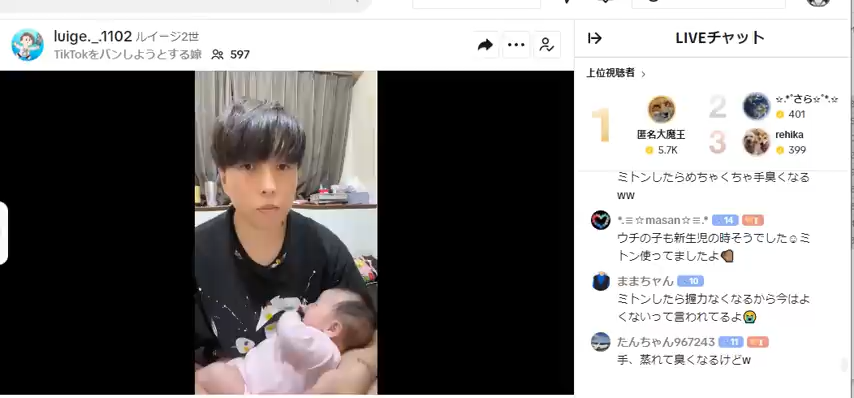 luige._.1102 ルイージ2世
TikTokをバンしようとする嫁 597
LIVEチャット
上位視聴者
1
匿名大魔王
5.7K
2
☆.*ﾟさら☆ﾟ*.☆
401
3
rehika
399
ミトンしたらめちゃくちゃ手臭くなる
ww
*.≡☆masan☆≡.* 14
ウチの子も新生児の時そうでした☺ミ
トン使ってましたよ
ままちゃん 10
ミトンしたら握力なくなるから今はよ
くないって言われてるよ😭
たんちゃん967243 11
手、蒸れて臭くなるけどw